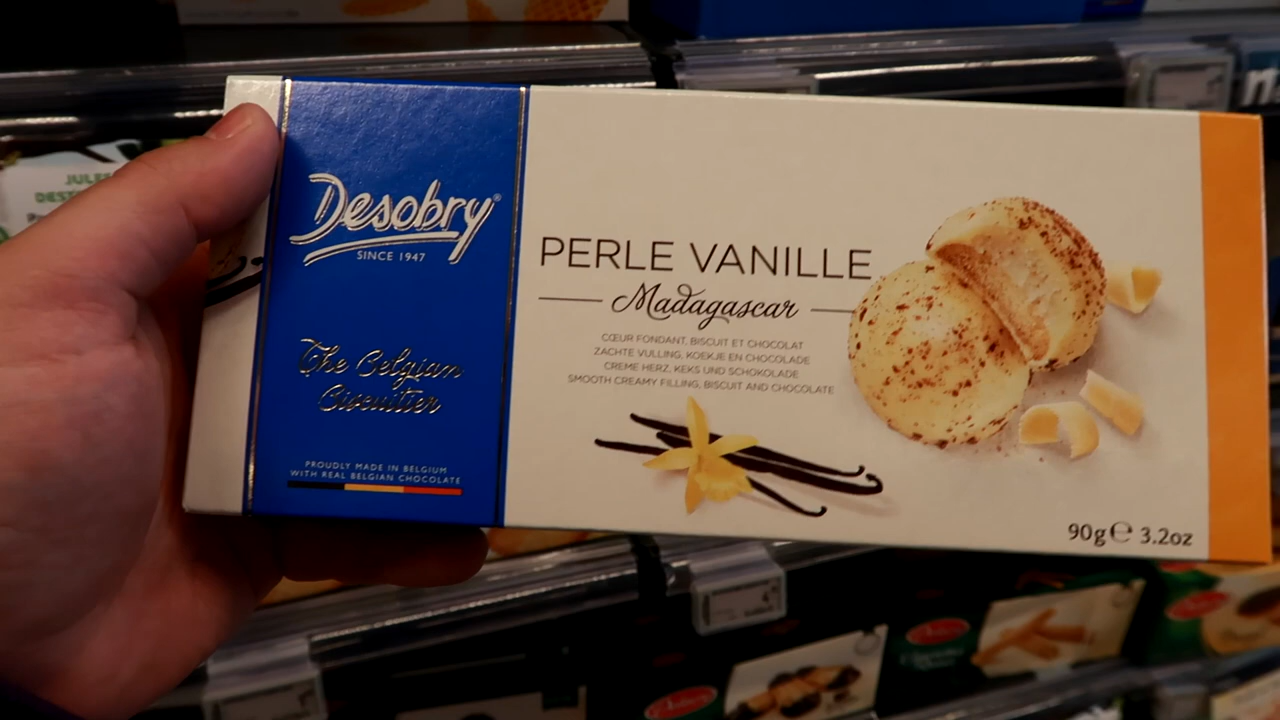 Desobry®
SINCE 1947
The Belgian
Biscuitier
PROUDLY MADE IN BELGIUM
WITH REAL BELGIAN CHOCOLATE
PERLE VANILLE
Madagascar
CŒUR FONDANT, BISCUIT ET CHOCOLAT
ZACHTE VULLING, KOEKJE EN CHOCOLADE
CREME HERZ, KEKS UND SCHOKOLADE
SMOOTH CREAMY FILLING, BISCUIT AND CHOCOLATE
90g℮ 3.2oz
JULES
DEST